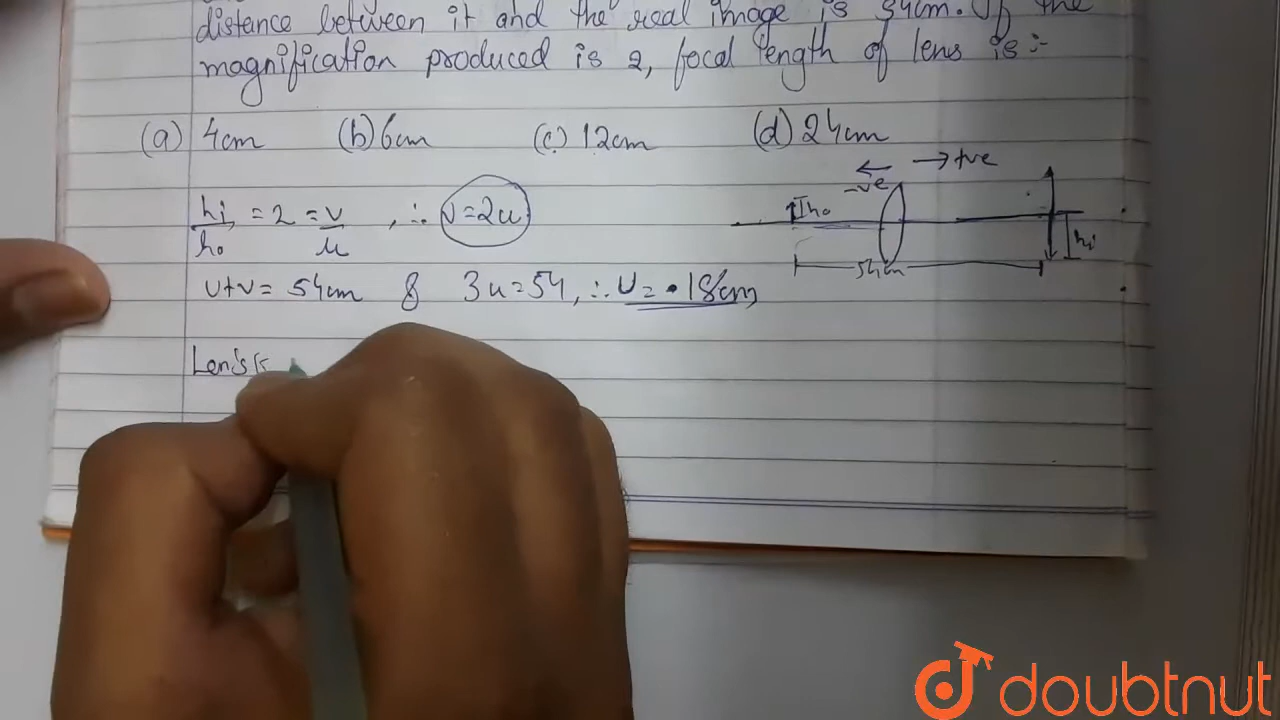 distance between it and the real image is 54cm. If the
magnification produced is 2, focal length of lens is :-
(a) 4cm (b) 6cm (c) 12cm (d) 24cm
← → +ve
-ve
hi/ho = 2 = v/u , ∴ v=2u
ho
hi
54cm
u+v = 54cm & 3u=54, ∴ u = 18cm
Len's
doubtnut